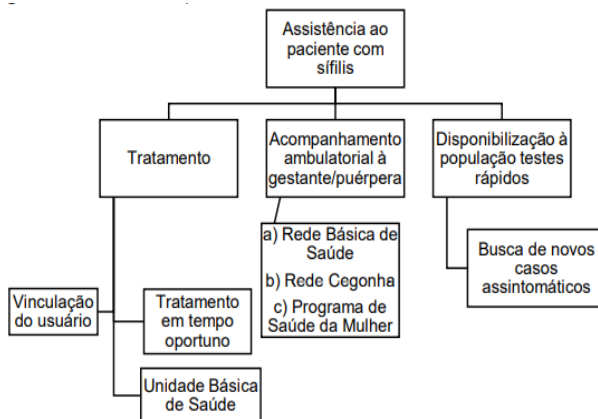 Assistência ao
paciente com
sífilis
Tratamento
Acompanhamento
ambulatorial à
gestante/puérpera
Disponibilização à
população testes
rápidos
a) Rede Básica de
Saúde
b) Rede Cegonha
c) Programa de
Saúde da Mulher
Busca de novos
casos
assintomáticos
Vinculação
do usuário
Tratamento
em tempo
oportuno
Unidade Básica
de Saúde